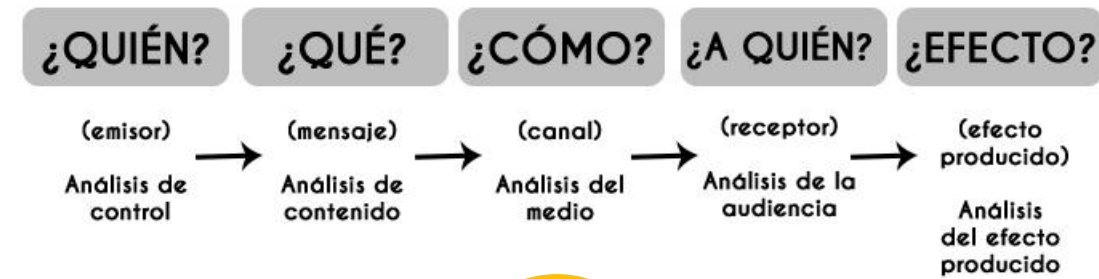 ¿QUIÉN?
¿QUÉ?
¿CÓMO?
¿A QUIÉN?
¿EFECTO?
(emisor)
(mensaje)
(canal)
(receptor)
(efecto
producido)
Análisis de
control
Análisis de
contenido
Análisis del
medio
Análisis de la
audiencia
Análisis
del efecto
producido